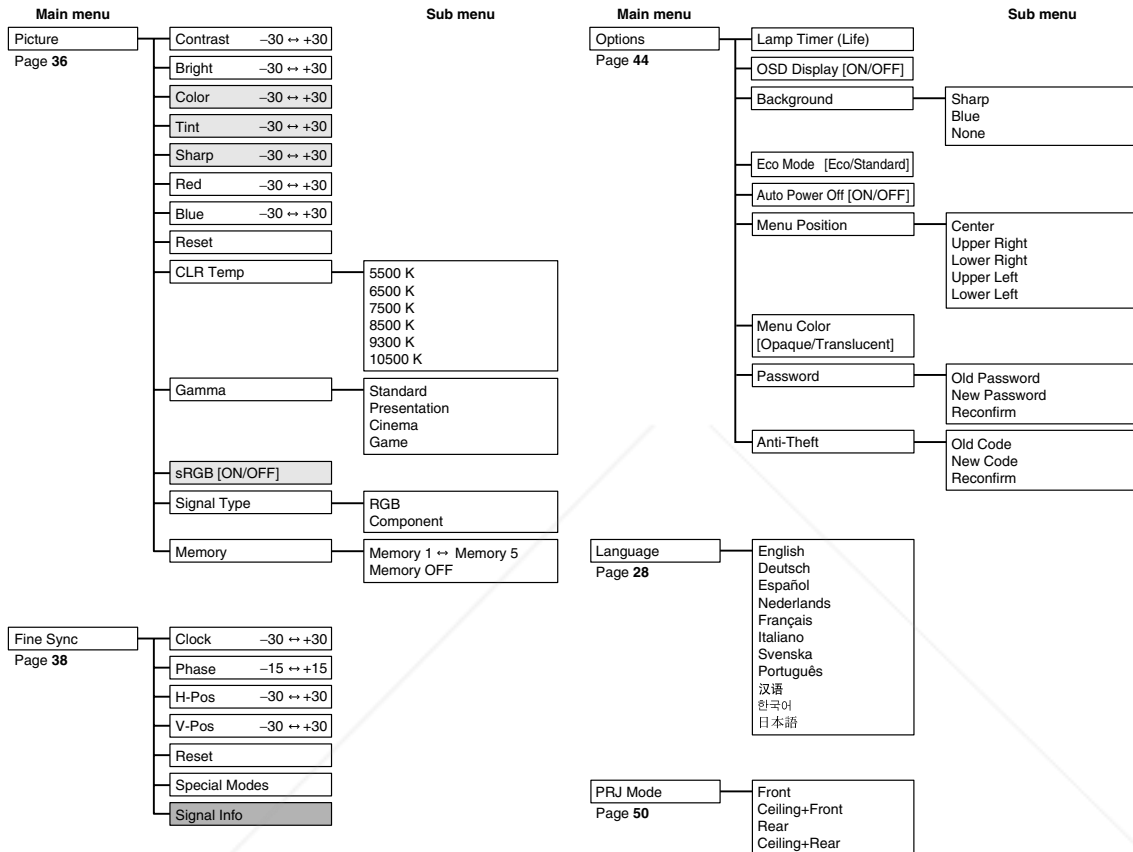 Main menu
Sub menu
Picture
Page 36
Contrast −30 ↔ +30
Bright −30 ↔ +30
Color −30 ↔ +30
Tint −30 ↔ +30
Sharp −30 ↔ +30
Red −30 ↔ +30
Blue −30 ↔ +30
Reset
CLR Temp
5500 K
6500 K
7500 K
8500 K
9300 K
10500 K
Gamma
Standard
Presentation
Cinema
Game
sRGB [ON/OFF]
Signal Type
RGB
Component
Memory
Memory 1 ↔ Memory 5
Memory OFF
Fine Sync
Page 38
Clock −30 ↔ +30
Phase −15 ↔ +15
H-Pos −30 ↔ +30
V-Pos −30 ↔ +30
Reset
Special Modes
Signal Info
Main menu
Sub menu
Options
Page 44
Lamp Timer (Life)
OSD Display [ON/OFF]
Background
Sharp
Blue
None
Eco Mode [Eco/Standard]
Auto Power Off [ON/OFF]
Menu Position
Center
Upper Right
Lower Right
Upper Left
Lower Left
Menu Color
[Opaque/Translucent]
Password
Old Password
New Password
Reconfirm
Anti-Theft
Old Code
New Code
Reconfirm
Language
Page 28
English
Deutsch
Español
Nederlands
Français
Italiano
Svenska
Português
汉语
한국어
日本語
PRJ Mode
Page 50
Front
Ceiling+Front
Rear
Ceiling+Rear